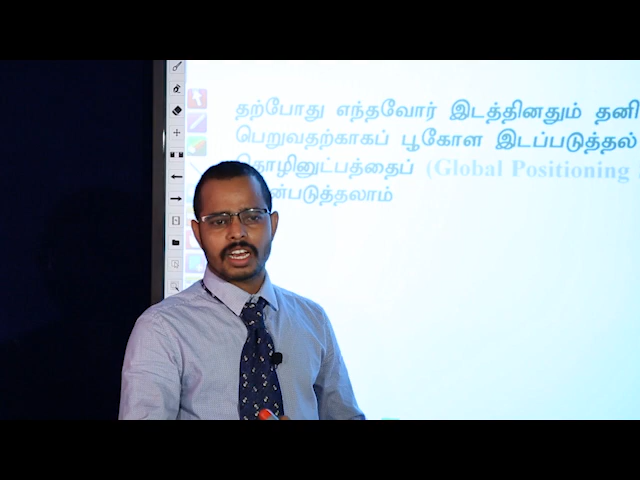 தற்போது எந்தவோர் இடத்தினதும் தனி
பெறுவதற்காகப் பூகோள இடப்படுத்தல்
தொழினுட்பத்தைப் (Global Positioning